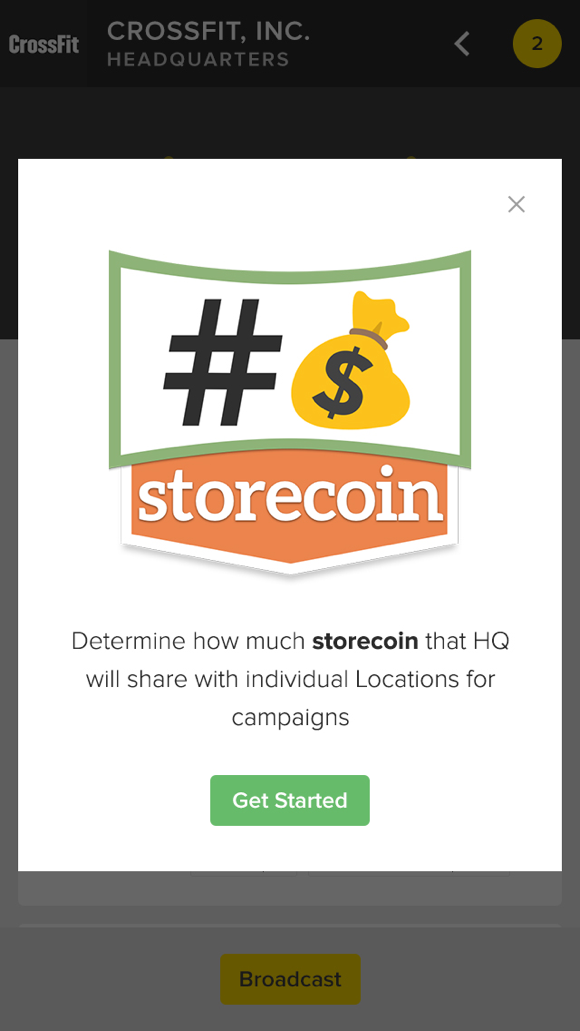 CrossFit
CROSSFIT, INC.
HEADQUARTERS
2
#$
storecoin
Determine how much storecoin that HQ
will share with individual Locations for
campaigns
Get Started
Broadcast